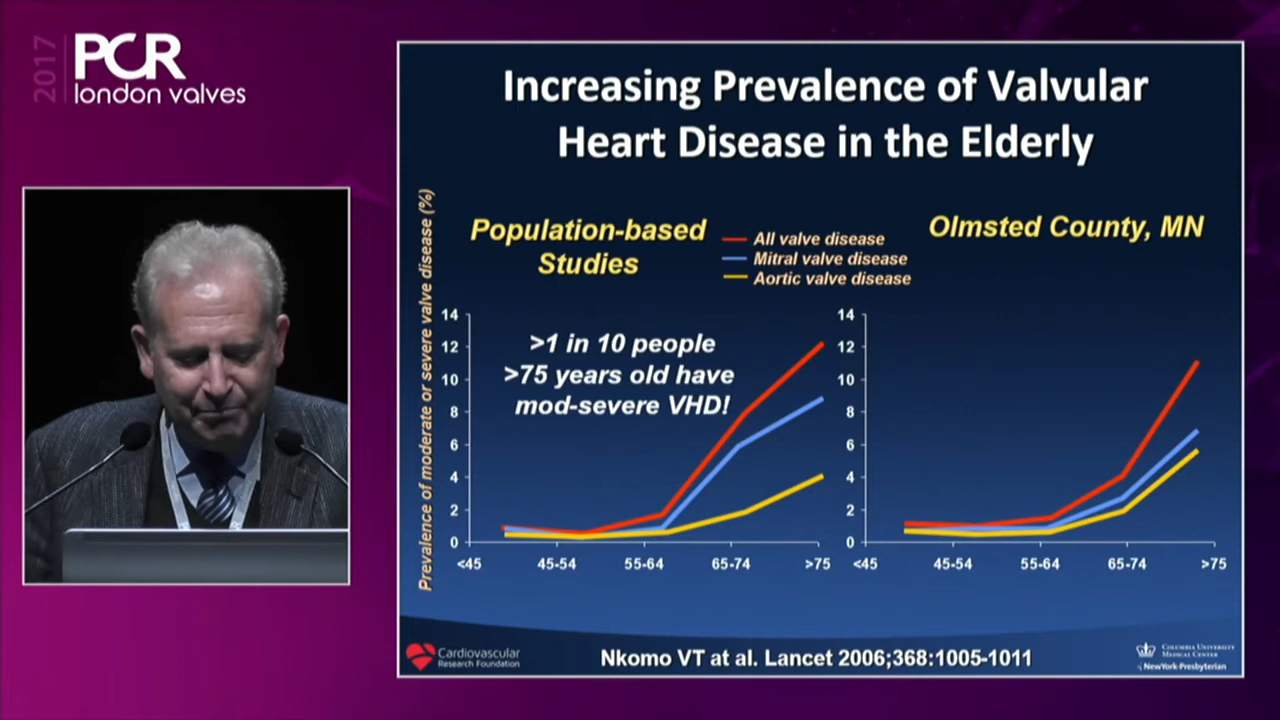 2017
PCR
london valves
Increasing Prevalence of Valvular
Heart Disease in the Elderly
Prevalence of moderate or severe valve disease (%)
Population-based
Studies
All valve disease
Mitral valve disease
Aortic valve disease
Olmsted County, MN
14
12
10
8
6
4
2
0
>1 in 10 people
>75 years old have
mod-severe VHD!
<45 45-54 55-64 65-74 >75
14
12
10
8
6
4
2
0
<45 45-54 55-64 65-74 >75
Cardiovascular
Research Foundation
Nkomo VT at al. Lancet 2006;368:1005-1011
Columbia University
Medical Center
NewYork-Presbyterian